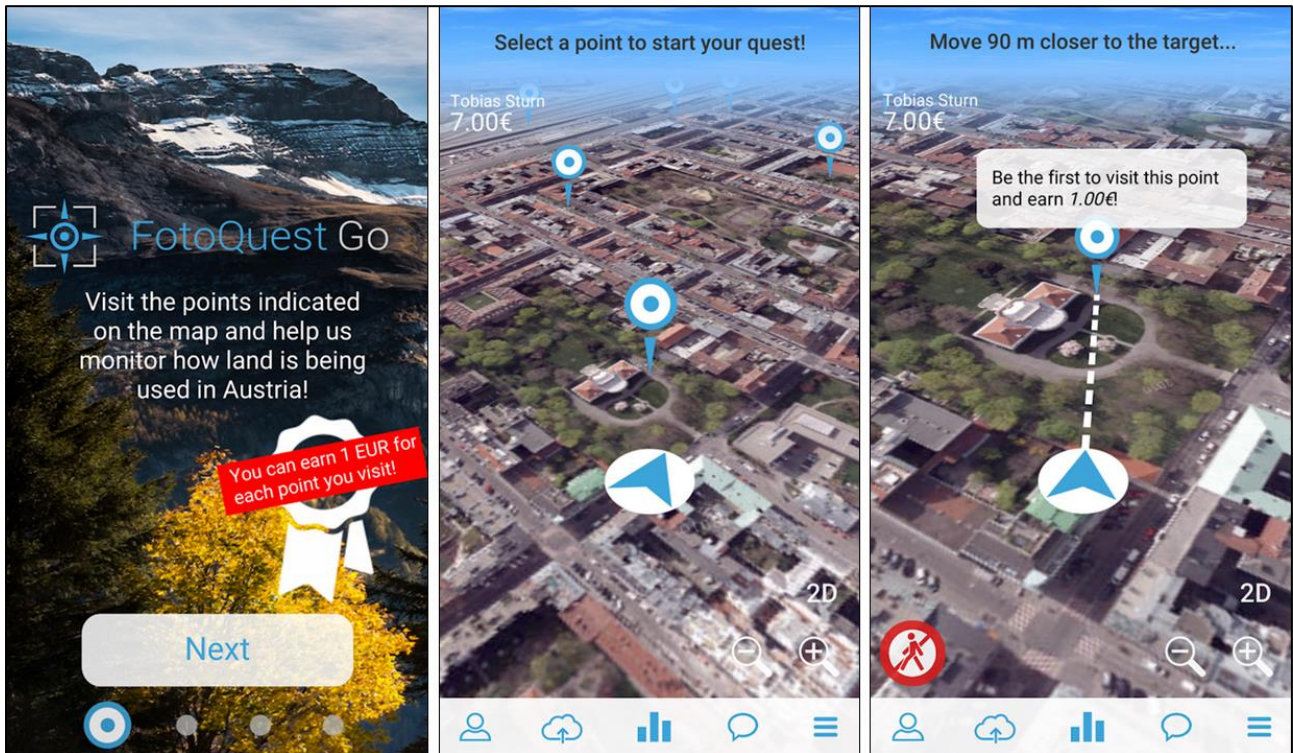 FotoQuest Go
Visit the points indicated
on the map and help us
monitor how land is being
used in Austria!
You can earn 1 EUR for
each point you visit!
Next
Select a point to start your quest!
Tobias Sturn
7.00€
2D
Move 90 m closer to the target...
Tobias Sturn
7.00€
Be the first to visit this point
and earn 1.00€!
2D